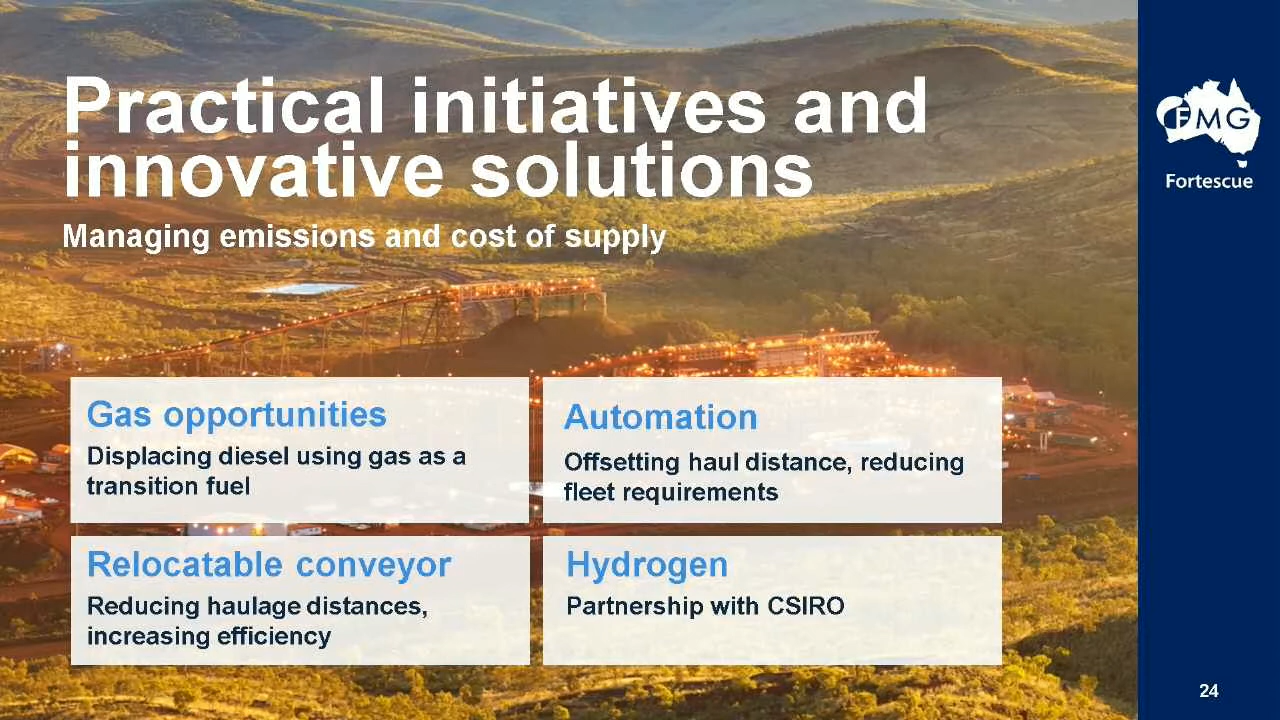 Practical initiatives and
innovative solutions
Managing emissions and cost of supply
FMG
Fortescue
Gas opportunities
Displacing diesel using gas as a
transition fuel
Automation
Offsetting haul distance, reducing
fleet requirements
Relocatable conveyor
Reducing haulage distances,
increasing efficiency
Hydrogen
Partnership with CSIRO
24